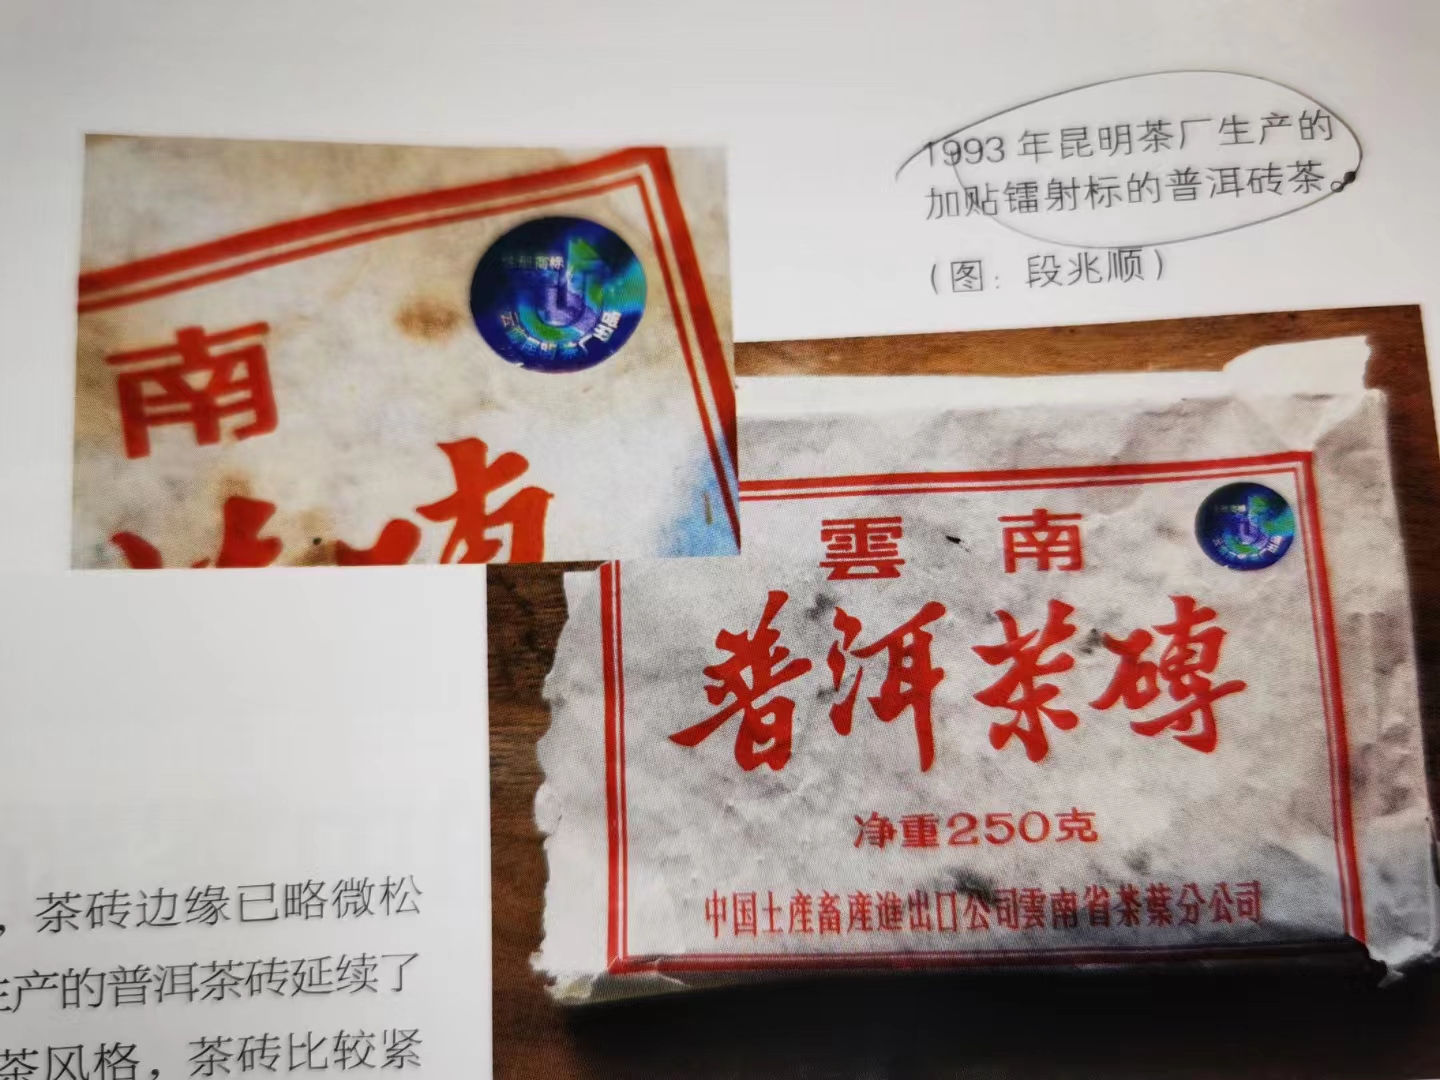 1993 年昆明茶厂生产的
加贴镭射标的普洱砖茶。
(图：段兆顺)
南
雲 南
普洱茶磚
净重250克
中国土産畜産進出口公司雲南省茶葉分公司
，茶砖边缘已略微松
生产的普洱茶砖延续了
茶风格，茶砖比较紧